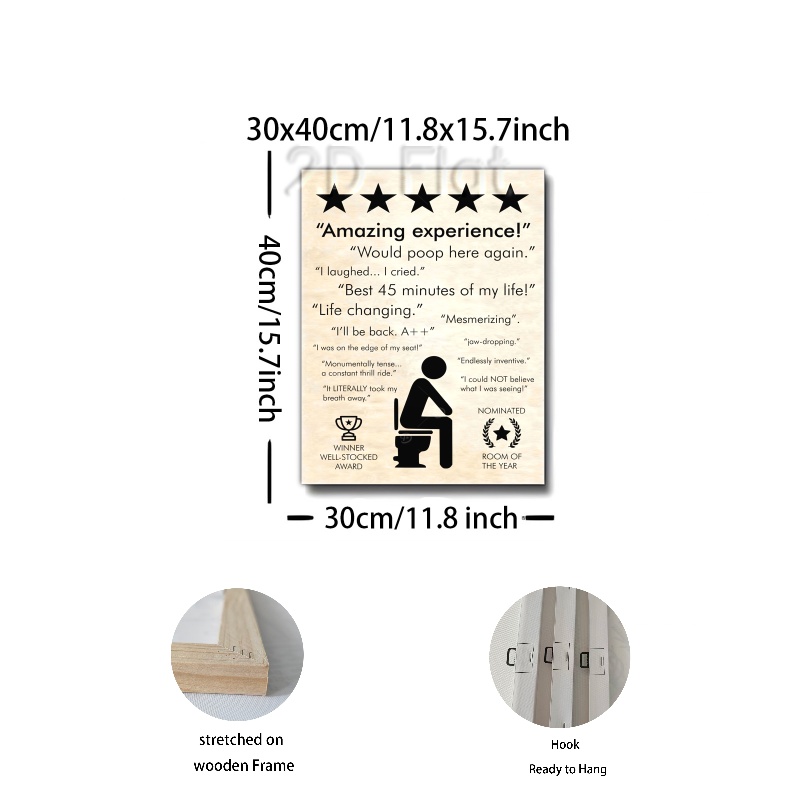 30x40cm/11.8x15.7inch
2D Flat
★★★★★
“Amazing experience!”
“Would poop here again.”
“I laughed... I cried.”
“Best 45 minutes of my life!”
“Life changing.”
“Mesmerizing”.
“I’ll be back. A++”
“jaw-dropping.”
“I was on the edge of my seat!”
“Endlessly inventive.”
“Monumentally tense...
a constant thrill ride.”
“I could NOT believe
what I was seeing!”
“It LITERALLY took my
breath away.”
WINNER
WELL-STOCKED
AWARD
NOMINATED
ROOM OF
THE YEAR
40cm/15.7inch
30cm/11.8 inch
stretched on
wooden Frame
Hook
Ready to Hang